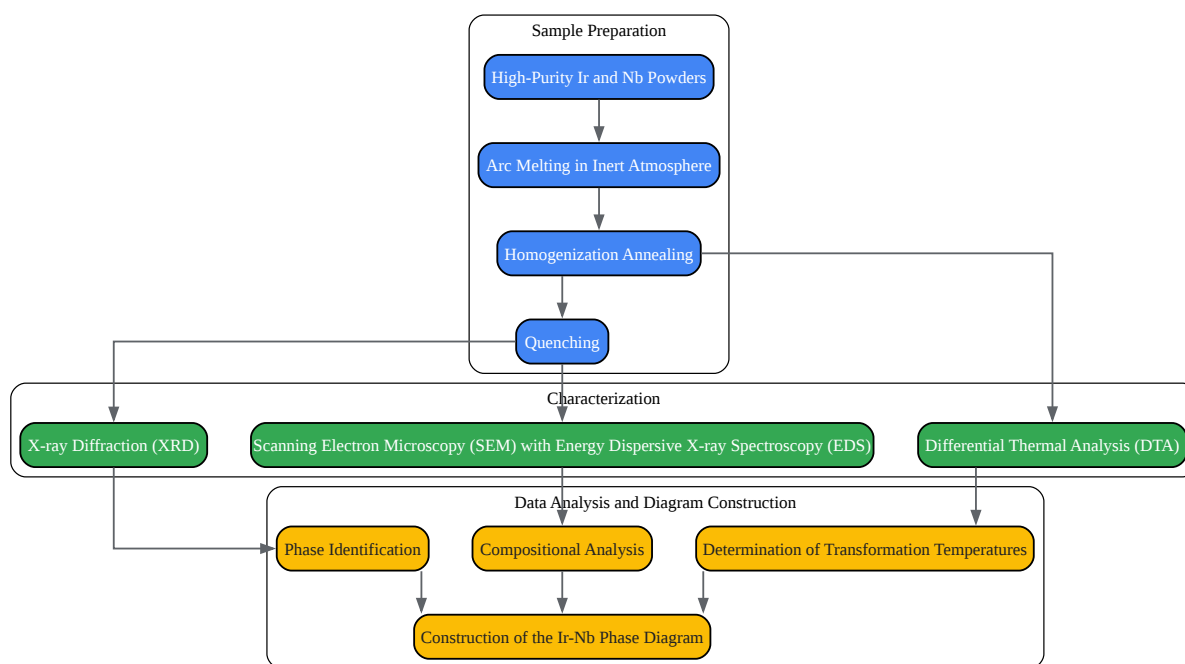 Sample Preparation
High-Purity Ir and Nb Powders
Arc Melting in Inert Atmosphere
Homogenization Annealing
Quenching
Characterization
X-ray Diffraction (XRD)
Scanning Electron Microscopy (SEM) with Energy Dispersive X-ray Spectroscopy (EDS)
Differential Thermal Analysis (DTA)
Data Analysis and Diagram Construction
Phase Identification
Compositional Analysis
Determination of Transformation Temperatures
Construction of the Ir-Nb Phase Diagram